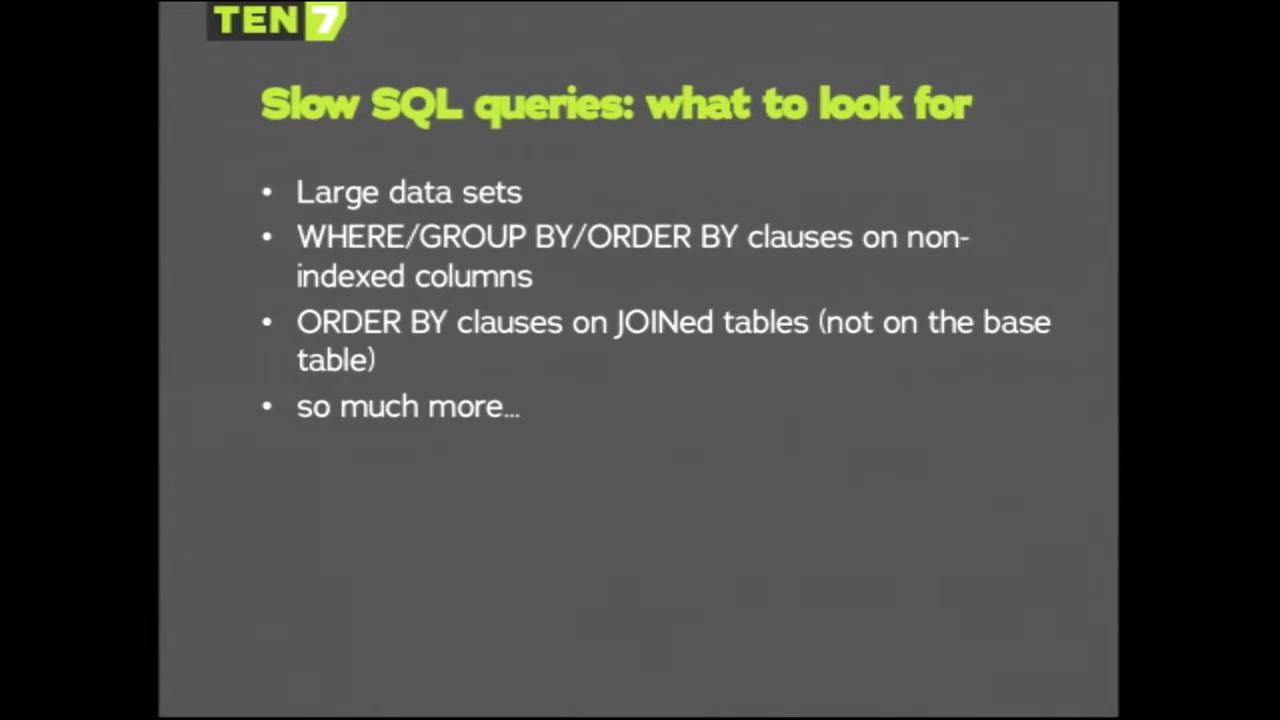 TEN7
Slow SQL queries: what to look for
• Large data sets
• WHERE/GROUP BY/ORDER BY clauses on non-
indexed columns
• ORDER BY clauses on JOINed tables (not on the base
table)
• so much more...